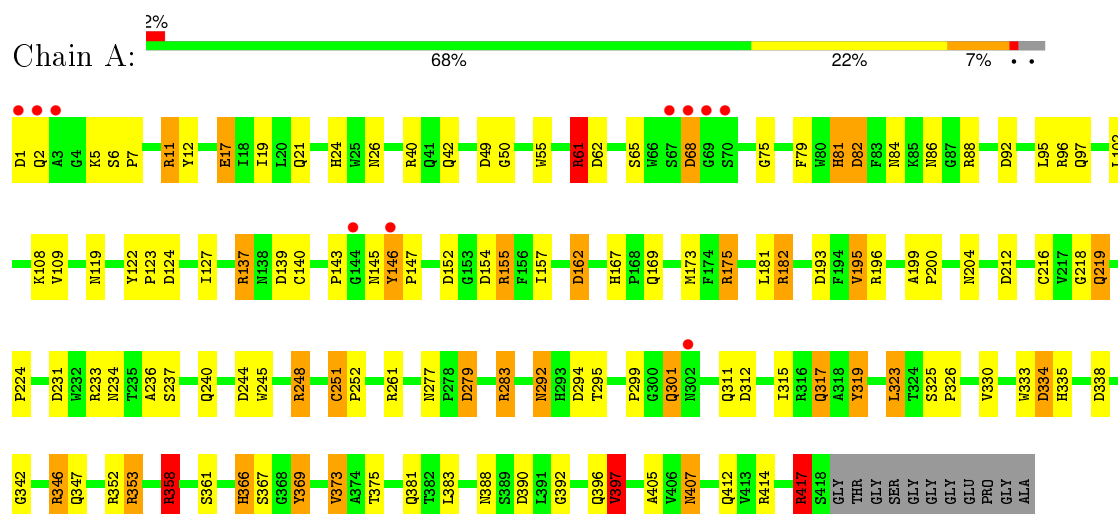 2%
Chain A:
68% 22% 7% • •
D1 Q2 A3 G4 K5 S6 P7 R11 Y12 E17 I18 I19 L20 Q21 H24 W25 N26 R40 Q41 Q42 D49 G50 W55 R61 D62 S65 W66 S67 D68 G69 S70 G75 F79 W80 H81 D82 F83 N84 K85 N86 G87 R88 D92 L95 R96 Q97
K108 V109 N119 Y122 P123 D124 I127 R137 N138 D139 C140 P143 G144 N145 Y146 P147 D152 G153 D154 R155 F156 I157 D162 H167 P168 Q169 M173 F174 R175 L181 R182 D193 F194 V195 R196 A199 P200 N204 D212 C216 V217 G218 Q219
P224 D231 W232 R233 N234 T235 A236 S237 Q240 D244 W245 R248 C251 P252 R261 N277 P278 D279 R283 N292 H293 D294 T295 P299 G300 Q301 N302 Q311 D312 I315 R316 Q317 A318 Y319 L323 T324 S325 P326 V330 W333 D334 H335 D338
G342 R346 Q347 R352 R353 R358 S361 H366 S367 G368 Y369 V373 A374 T375 Q381 T382 L383 N388 S389 D390 L391 G392 Q396 V397 A405 V406 N407 Q412 V413 R414 R417 S418 GLY THR GLY SER GLY GLY GLY GLU PRO GLY ALA